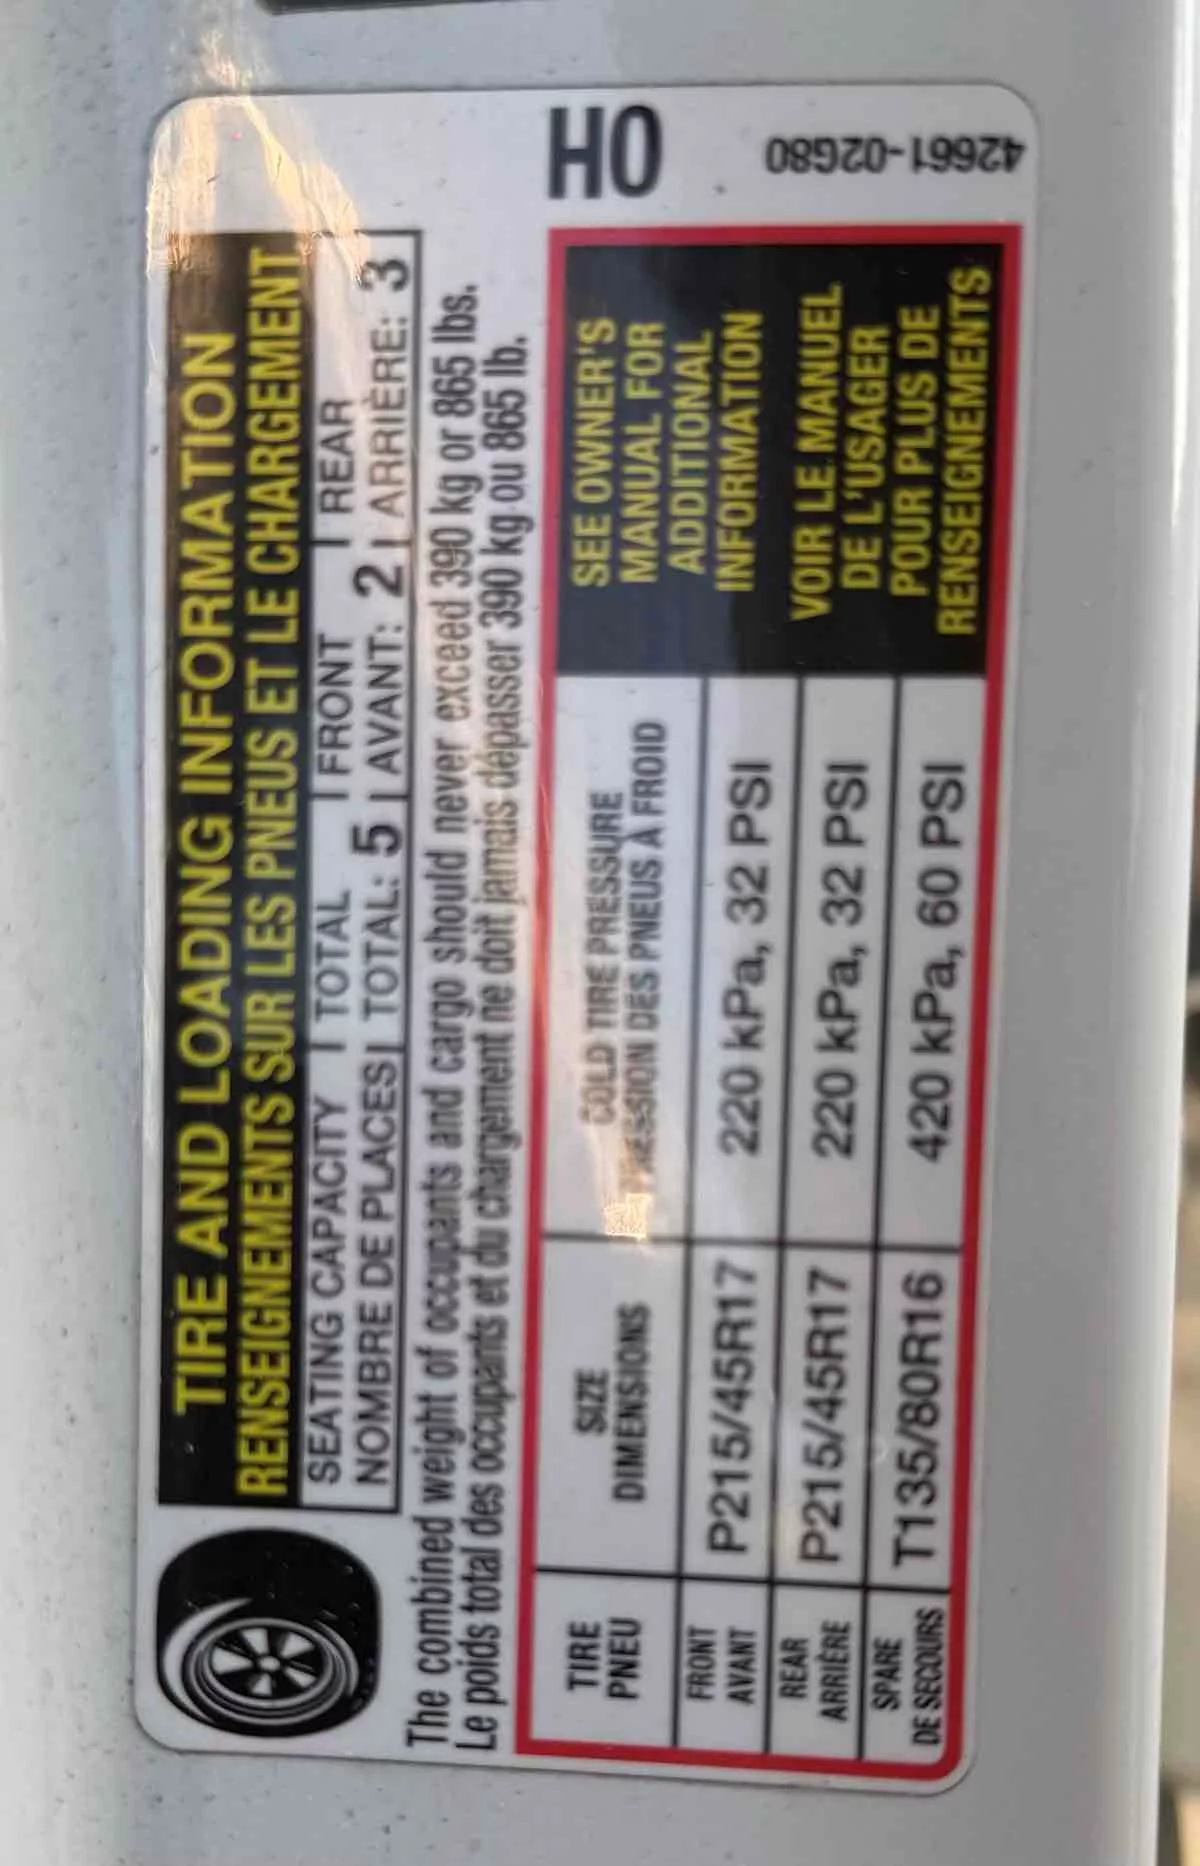 TIRE AND LOADING INFORMATION
RENSEIGNEMENTS SUR LES PNEUS ET LE CHARGEMENT
SEATING CAPACITY | TOTAL | FRONT | REAR
NOMBRE DE PLACES | TOTAL: 5 | AVANT: 2 | ARRIÈRE: 3
The combined weight of occupants and cargo should never exceed 390 kg or 865 lbs.
Le poids total des occupants et du chargement ne doit jamais dépasser 390 kg ou 865 lb.
TIRE SIZE COLD TIRE PRESSURE
PNEU DIMENSIONS PRESSION DES PNEUS À FROID
FRONT
AVANT P215/45R17 220 kPa, 32 PSI
REAR
ARRIÈRE P215/45R17 220 kPa, 32 PSI
SPARE
DE SECOURS T135/80R16 420 kPa, 60 PSI
SEE OWNER'S
MANUAL FOR
ADDITIONAL
INFORMATION
VOIR LE MANUEL
DE L'USAGER
POUR PLUS DE
RENSEIGNEMENTS
H0
42661-02G80